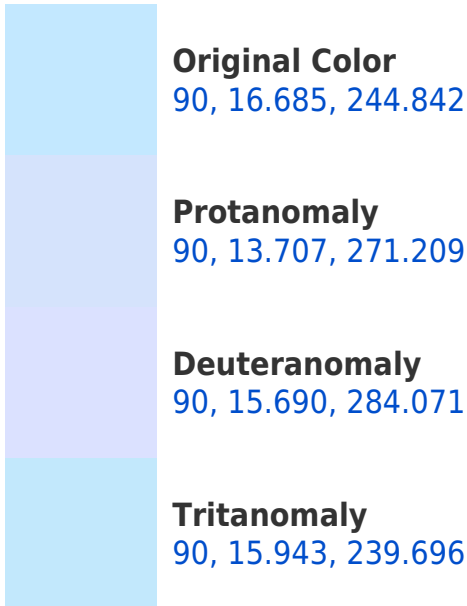 Original Color
90, 16.685, 244.842
Protanomaly
90, 13.707, 271.209
Deuteranomaly
90, 15.690, 284.071
Tritanomaly
90, 15.943, 239.696